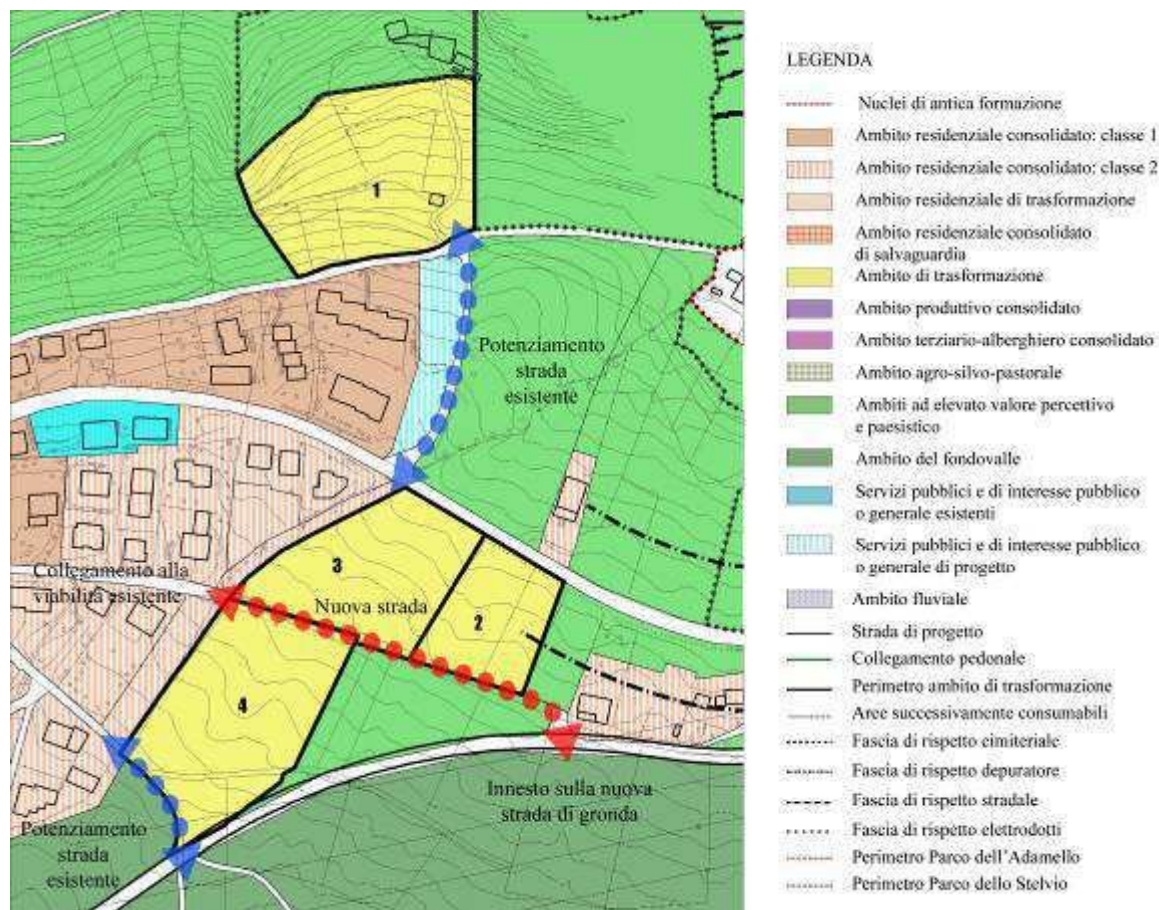 1
Potenziamento
strada
esistente
3
Collegamento alla
viabilità esistente
Nuova strada
2
4
Innesto sulla nuova
strada di gronda
Potenziamento
strada
esistente
LEGENDA
Nuclei di antica formazione
Ambito residenziale consolidato: classe 1
Ambito residenziale consolidato: classe 2
Ambito residenziale di trasformazione
Ambito residenziale consolidato
di salvaguardia
Ambito di trasformazione
Ambito produttivo consolidato
Ambito terziario-alberghiero consolidato
Ambito agro-silvo-pastorale
Ambiti ad elevato valore percettivo
e paesistico
Ambito del fondovalle
Servizi pubblici e di interesse pubblico
o generale esistenti
Servizi pubblici e di interesse pubblico
o generale di progetto
Ambito fluviale
Strada di progetto
Collegamento pedonale
Perimetro ambito di trasformazione
Aree successivamente consumabili
Fascia di rispetto cimiteriale
Fascia di rispetto depuratore
Fascia di rispetto stradale
Fascia di rispetto elettrodotti
Perimetro Parco dell'Adamello
Perimetro Parco dello Stelvio